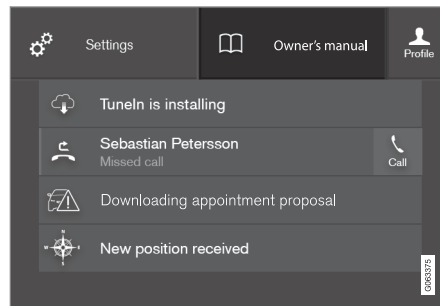 Settings
Owner's manual
Profile
TuneIn is installing
Sebastian Petersson
Missed call
Call
Downloading appointment proposal
New position received
G063375